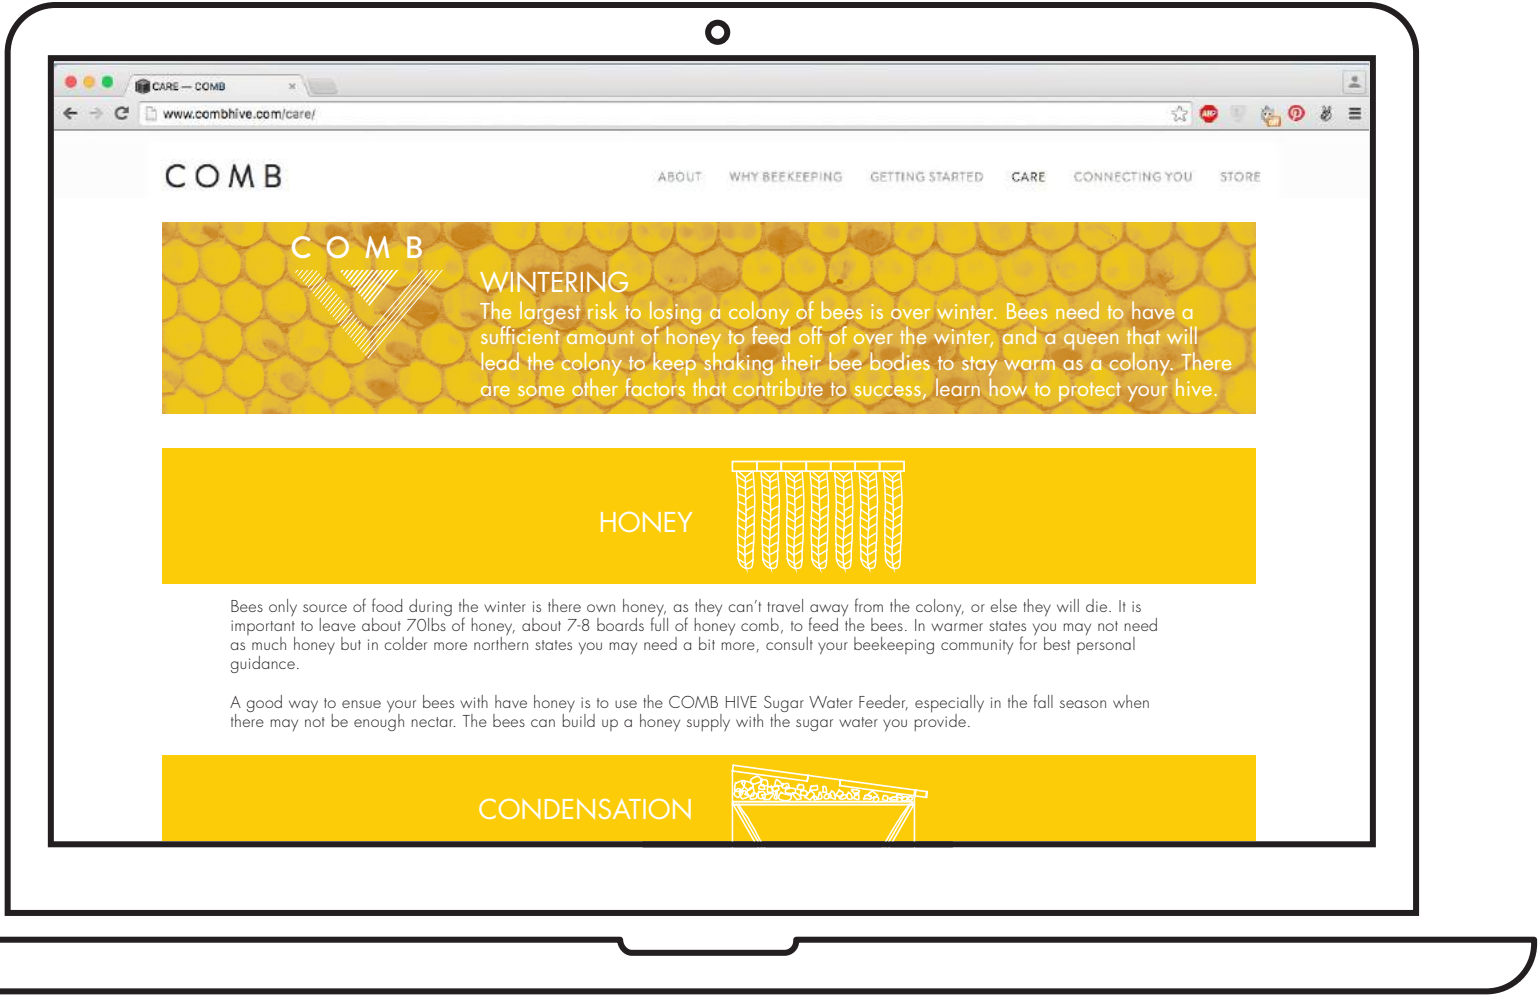 CARE — COMB
www.combhive.com/care/
ABP
COMB
ABOUT WHY BEEKEEPING GETTING STARTED CARE CONNECTING YOU STORE
COMB
WINTERING
The largest risk to losing a colony of bees is over winter. Bees need to have a
sufficient amount of honey to feed off of over the winter, and a queen that will
lead the colony to keep shaking their bee bodies to stay warm as a colony. There
are some other factors that contribute to success, learn how to protect your hive.
HONEY
Bees only source of food during the winter is there own honey, as they can't travel away from the colony, or else they will die. It is
important to leave about 70lbs of honey, about 7-8 boards full of honey comb, to feed the bees. In warmer states you may not need
as much honey but in colder more northern states you may need a bit more, consult your beekeeping community for best personal
guidance.
A good way to ensue your bees with have honey is to use the COMB HIVE Sugar Water Feeder, especially in the fall season when
there may not be enough nectar. The bees can build up a honey supply with the sugar water you provide.
CONDENSATION